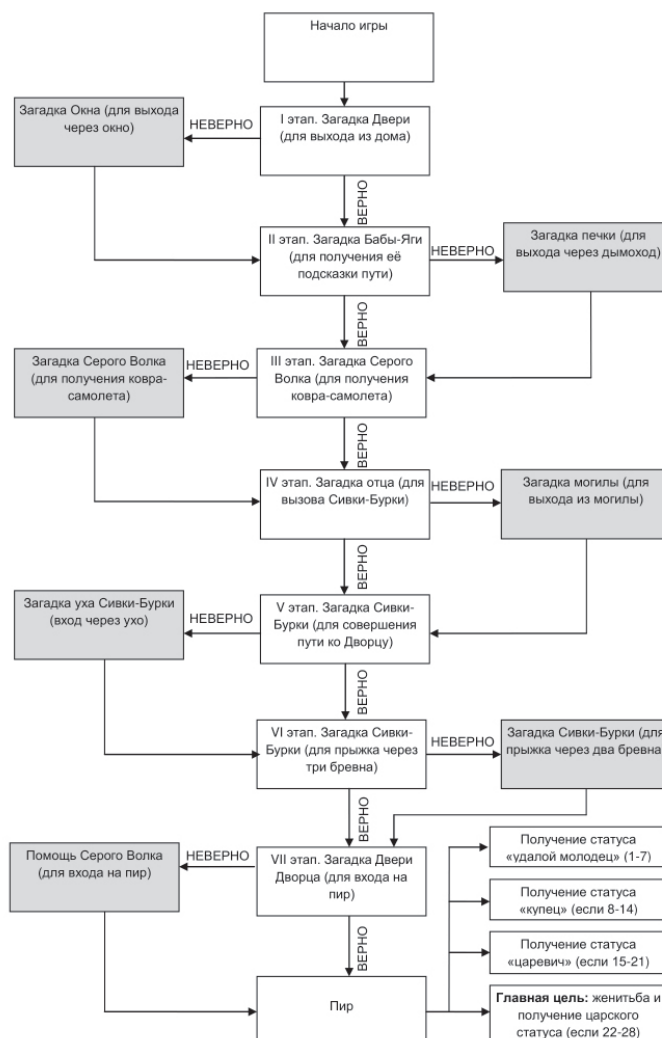 Начало игры
Загадка Окна (для выхода
через окно)
НЕВЕРНО
I этап. Загадка Двери
(для выхода из дома)
ВЕРНО
II этап. Загадка Бабы-Яги
(для получения её
подсказки пути)
НЕВЕРНО
Загадка печки (для
выхода через дымоход)
ВЕРНО
Загадка Серого Волка
(для получения ковра-
самолета)
НЕВЕРНО
III этап. Загадка Серого
Волка (для получения
ковра-самолета)
ВЕРНО
IV этап. Загадка отца (для
вызова Сивки-Бурки)
НЕВЕРНО
Загадка могилы (для
выхода из могилы)
ВЕРНО
Загадка уха Сивки-Бурки
(вход через ухо)
НЕВЕРНО
V этап. Загадка Сивки-
Бурки (для совершения
пути ко Дворцу)
ВЕРНО
VI этап. Загадка Сивки-
Бурки (для прыжка через
три бревна)
НЕВЕРНО
Загадка Сивки-Бурки (для
прыжка через два бревна
ВЕРНО
Помощь Серого Волка
(для входа на пир)
НЕВЕРНО
VII этап. Загадка Двери
Дворца (для входа на
пир)
ВЕРНО
Пир
Получение статуса
«удалой молодец» (1-7)
Получение статуса
«купец» (если 8-14)
Получение статуса
«царевич» (если 15-21)
Главная цель: женитьба и
получение царского
статуса (если 22-28)